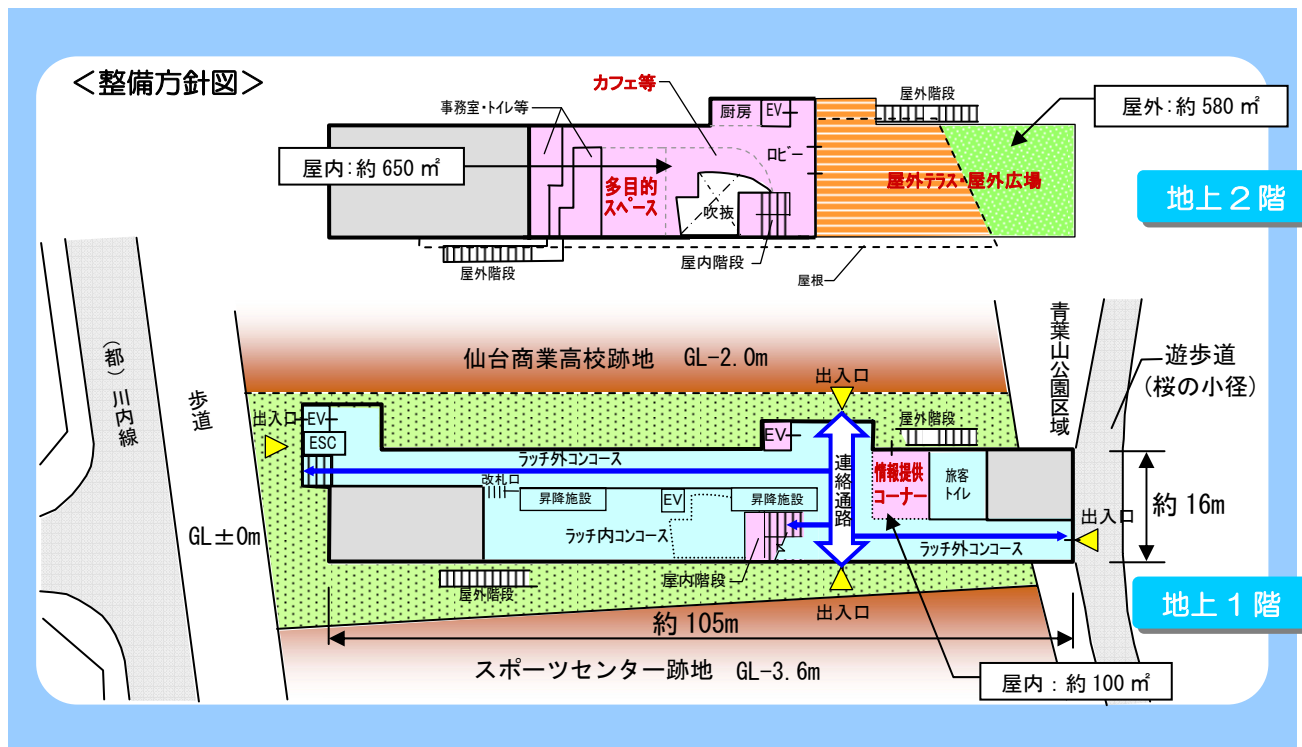 ＜整備方針図＞
カフェ等
事務室・トイレ等
厨房
EV
屋外階段
屋外：約 580 ㎡
ロビー
屋内：約 650 ㎡
多目的
スペース
吹抜
屋外テラス・屋外広場
地上２階
屋外階段
屋内階段
屋根
（都）川内線
歩道
仙台商業高校跡地 GL-2.0m
青葉山公園区域
遊歩道
（桜の小径）
出入口
出入口
EV
ESC
EV
屋外階段
ラッチ外コンコース
連絡通路
情報提供
コーナー
旅客
トイレ
改札口
昇降施設
EV
昇降施設
約 16m
出入口
GL±0m
ラッチ内コンコース
ラッチ外コンコース
屋内階段
屋外階段
出入口
地上１階
約 105m
スポーツセンター跡地 GL-3.6m
屋内：約 100 ㎡